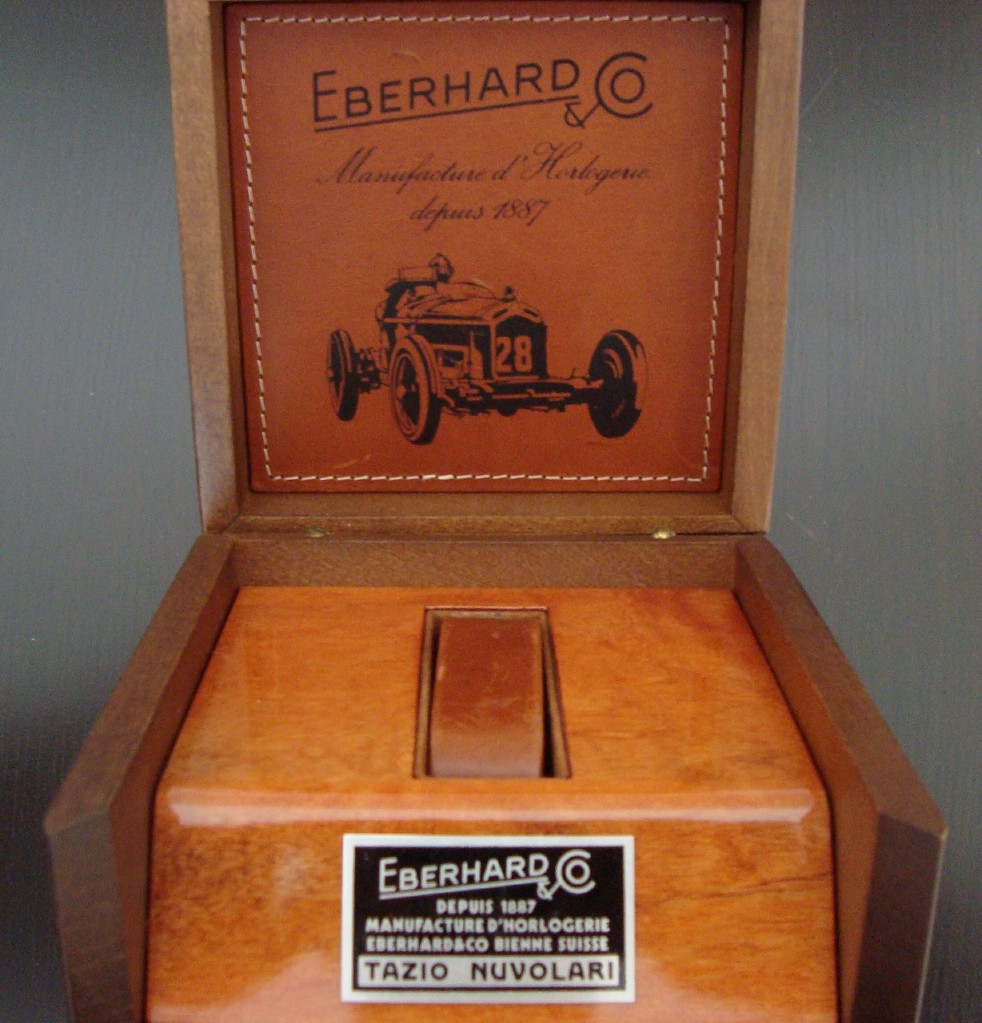 EBERHARD & CO
Manufacture d'Horlogerie
depuis 1887
28
EBERHARD & CO
DEPUIS 1887
MANUFACTURE D'HORLOGERIE
EBERHARD&CO BIENNE SUISSE
TAZIO NUVOLARI